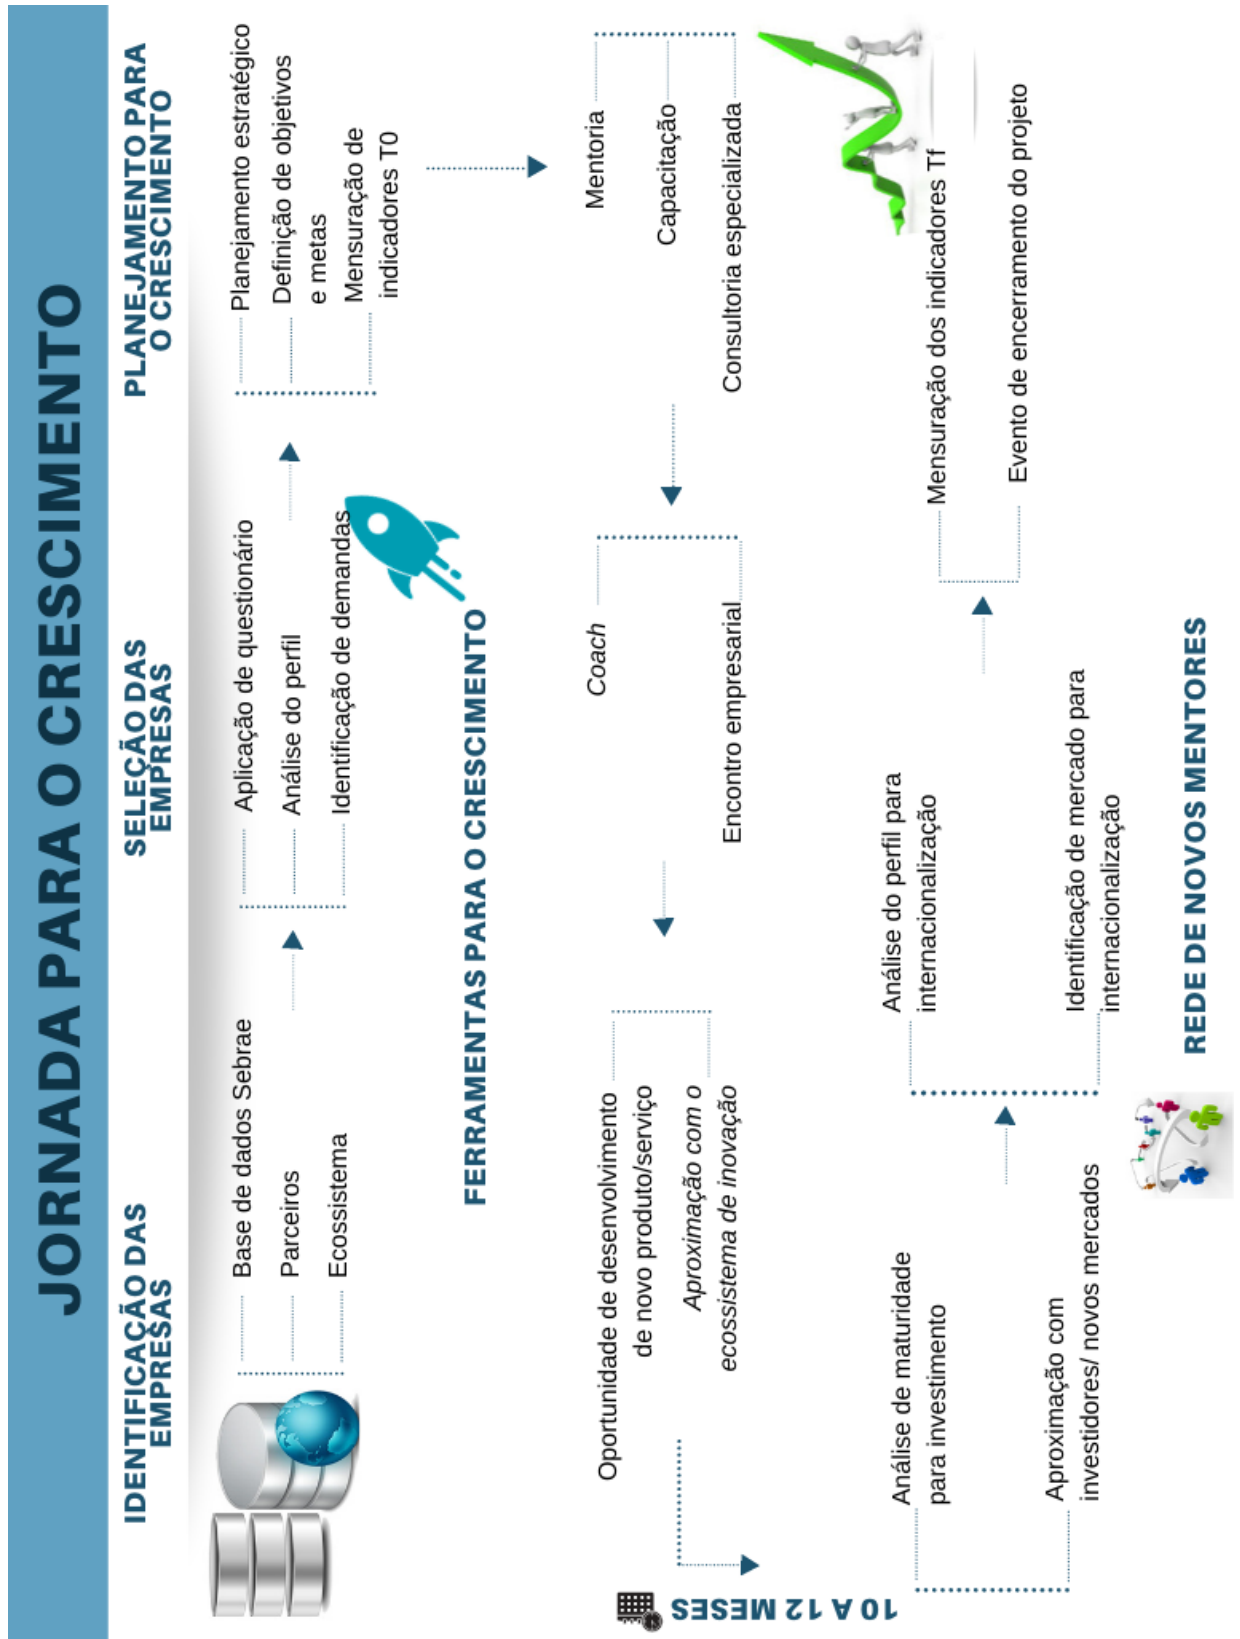 JORNADA PARA O CRESCIMENTO
IDENTIFICAÇÃO DAS
EMPRESAS
SELEÇÃO DAS
EMPRESAS
PLANEJAMENTO PARA
O CRESCIMENTO
Base de dados Sebrae
Parceiros
Ecossistema
Aplicação de questionário
Análise do perfil
Identificação de demandas
Planejamento estratégico
Definição de objetivos
e metas
Mensuração de
indicadores T0
FERRAMENTAS PARA O CRESCIMENTO
Mentoria
Capacitação
Consultoria especializada
Coach
Encontro empresarial
Oportunidade de desenvolvimento
de novo produto/serviço
Aproximação com o
ecossistema de inovação
10 A 12 MESES
Análise de maturidade
para investimento
Aproximação com
investidores/ novos mercados
Análise do perfil para
internacionalização
Identificação de mercado para
internacionalização
Mensuração dos indicadores Tf
Evento de encerramento do projeto
REDE DE NOVOS MENTORES